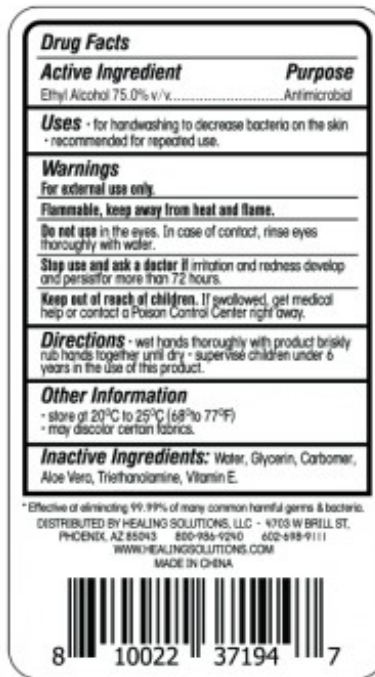 Drug Facts
Active Ingredient Purpose
Ethyl Alcohol 75.0% v/v............................Antimicrobial
Uses - for handwashing to decrease bacteria on the skin
- recommended for repeated use.
Warnings
For external use only.
Flammable, keep away from heat and flame.
Do not use in the eyes. In case of contact, rinse eyes
thoroughly with water.
Stop use and ask a doctor if irritation and redness develop
and persistfor more than 72 hours.
Keep out of reach of children. If swallowed, get medical
help or contact a Poison Control Center right away.
Directions - wet hands thoroughly with product briskly
rub hands together until dry - supervise children under 6
years in the use of this product.
Other Information
- store at 20°C to 25°C (68°to 77°F)
- may discolor certain fabrics.
Inactive Ingredients: Water, Glycerin, Carbomer,
Aloe Vera, Triethanolamine, Vitamin E.
* Effective at eliminating 99.99% of many common harmful germs & bacteria.
DISTRIBUTED BY HEALING SOLUTIONS, LLC - 4703 W BRILL ST,
PHOENIX, AZ 85043 800-986-9240 602-698-9111
WWW.HEALINGSOLUTIONS.COM
MADE IN CHINA
8 10022 37194 7